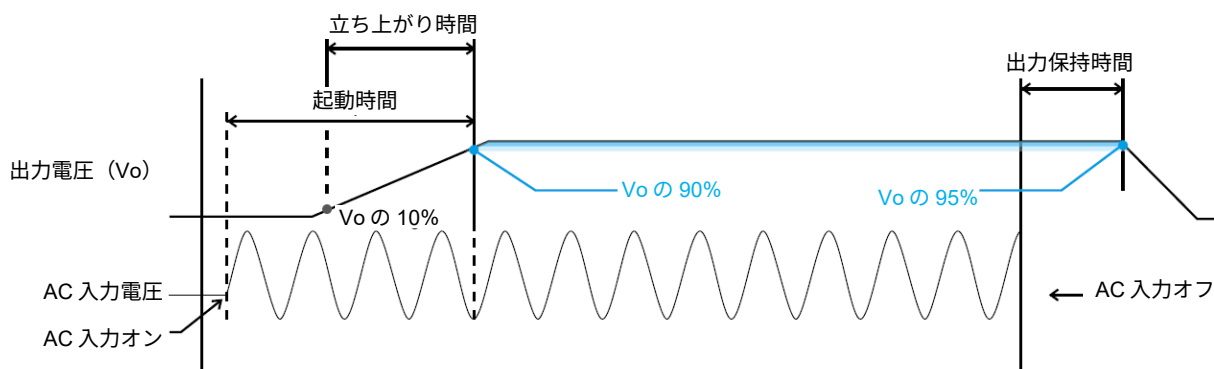 立ち上がり時間
出力保持時間
起動時間
出力電圧（Vo）
Vo の 90%
Vo の 95%
Vo の 10%
AC 入力電圧
AC 入力オフ
AC 入力オン